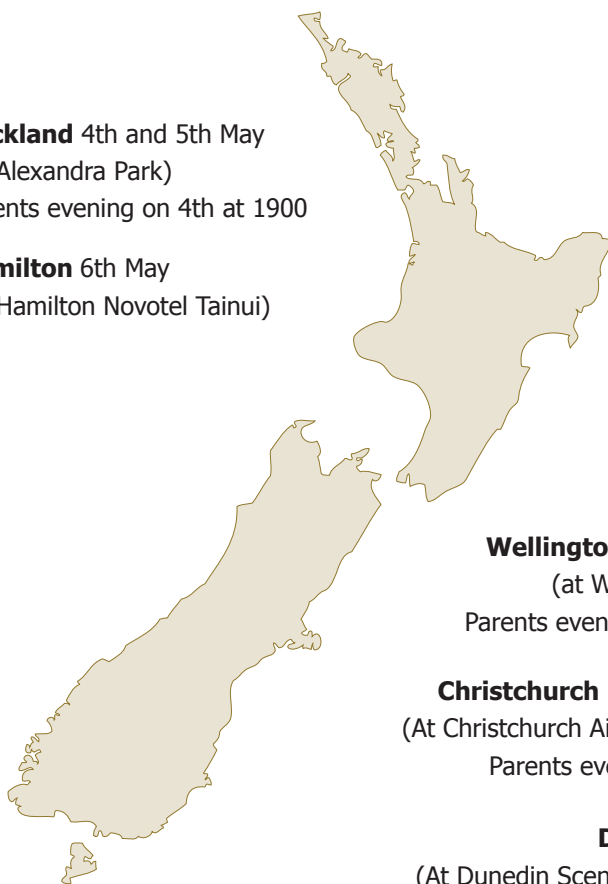 ckland 4th and 5th May
Alexandra Park)
ents evening on 4th at 1900
milton 6th May
Hamilton Novotel Tainui)
Wellingto
(at W
Parents even
Christchurch
(At Christchurch Ai
Parents eve
D
(At Dunedin Scen